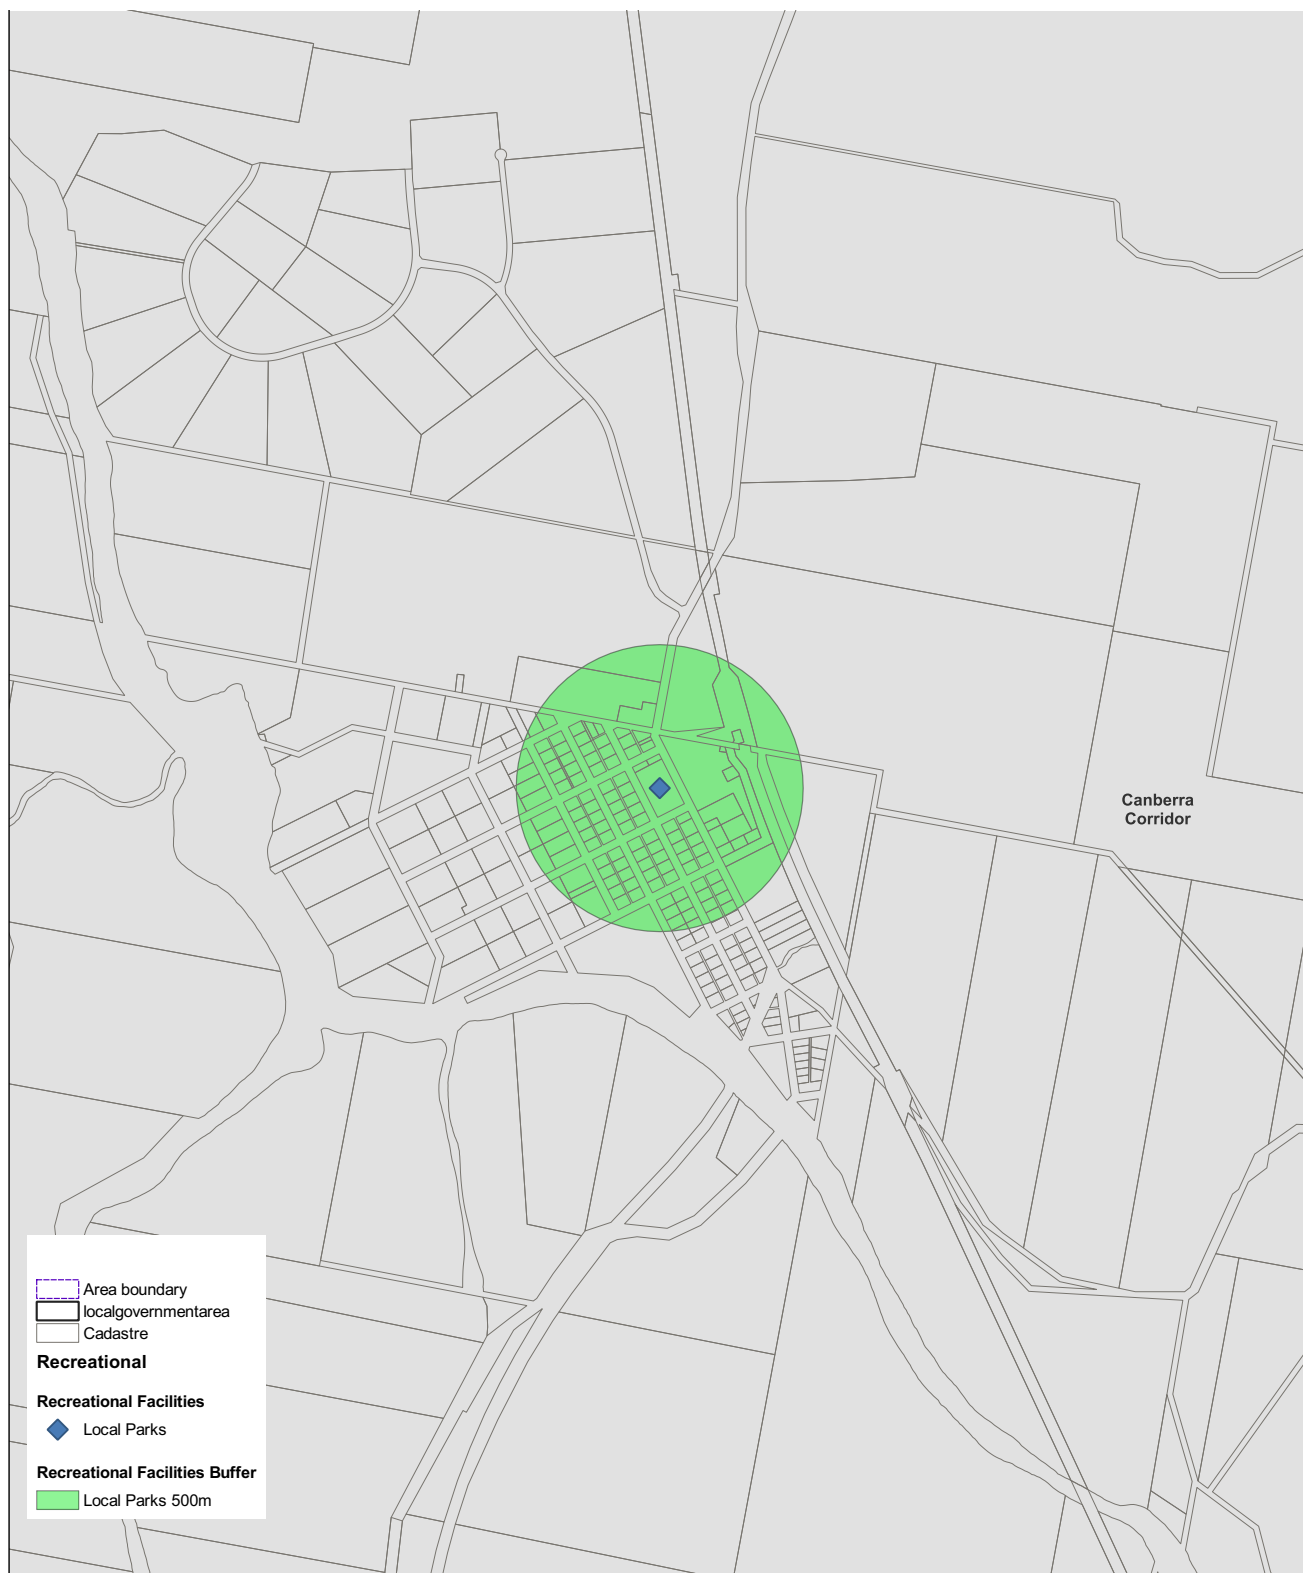 Canberra
Corridor
Area boundary
localgovernmentarea
Cadastre
Recreational
Recreational Facilities
Local Parks
Recreational Facilities Buffer
Local Parks 500m